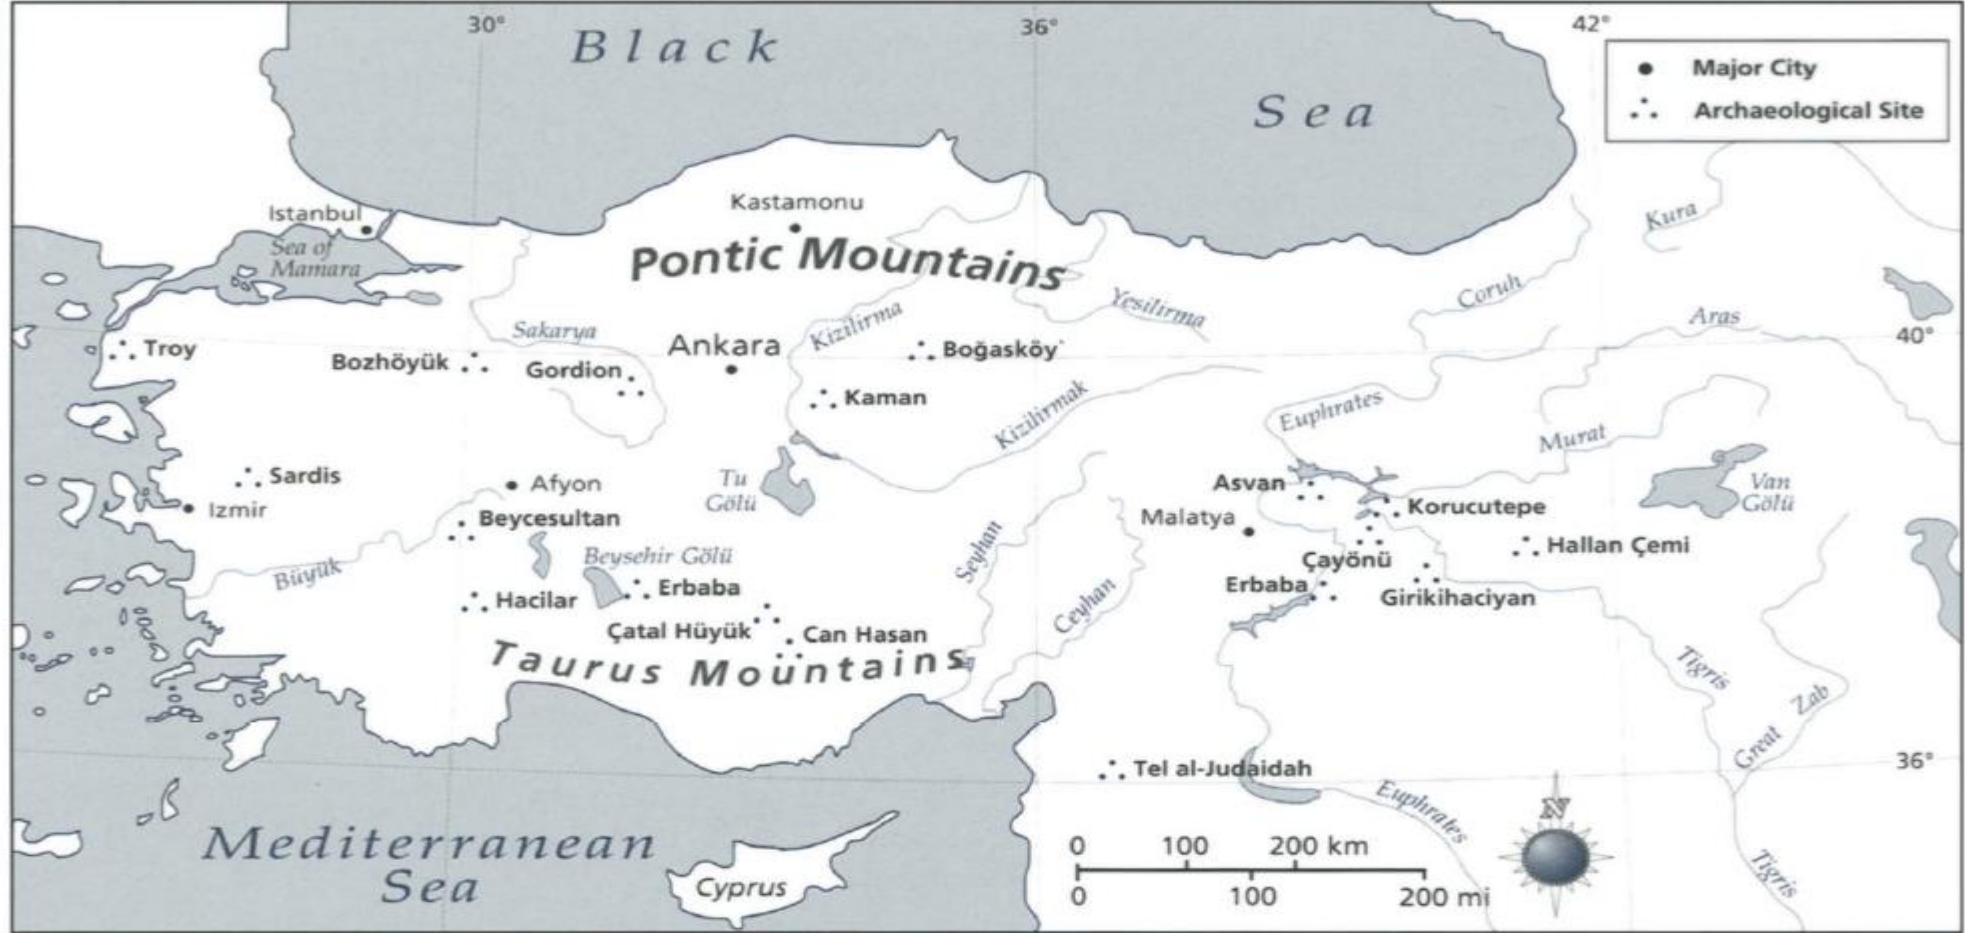 30°
36°
42°
Black
Sea
Major City
Archaeological Site
Kastamonu
Istanbul
Sea of
Mamara
Pontic Mountains
Kura
Coruh
Yesilirma
Aras
40°
Sakarya
Kizilirma
Troy
Bozhöyük
Gordion
Ankara
Boğasköy`
Kaman
Kizilirmak
Euphrates
Murat
Sardis
Izmir
Afyon
Tu
Gölü
Asvan
Korucutepe
Van
Gölü
Malatya
Beycesultan
Beysehir Gölü
Seyhan
Çayönü
Hallan Çemi
Büyük
Hacilar
Erbaba
Ceyhan
Erbaba
Girikihaciyan
Çatal Hüyük
Can Hasan
Taurus Mountains
Tigris
Great Zab
36°
Tel al-Judaidah
Euphrates
N
Mediterranean
Sea
Cyprus
0 100 200 km
0 100 200 mi
Tigris